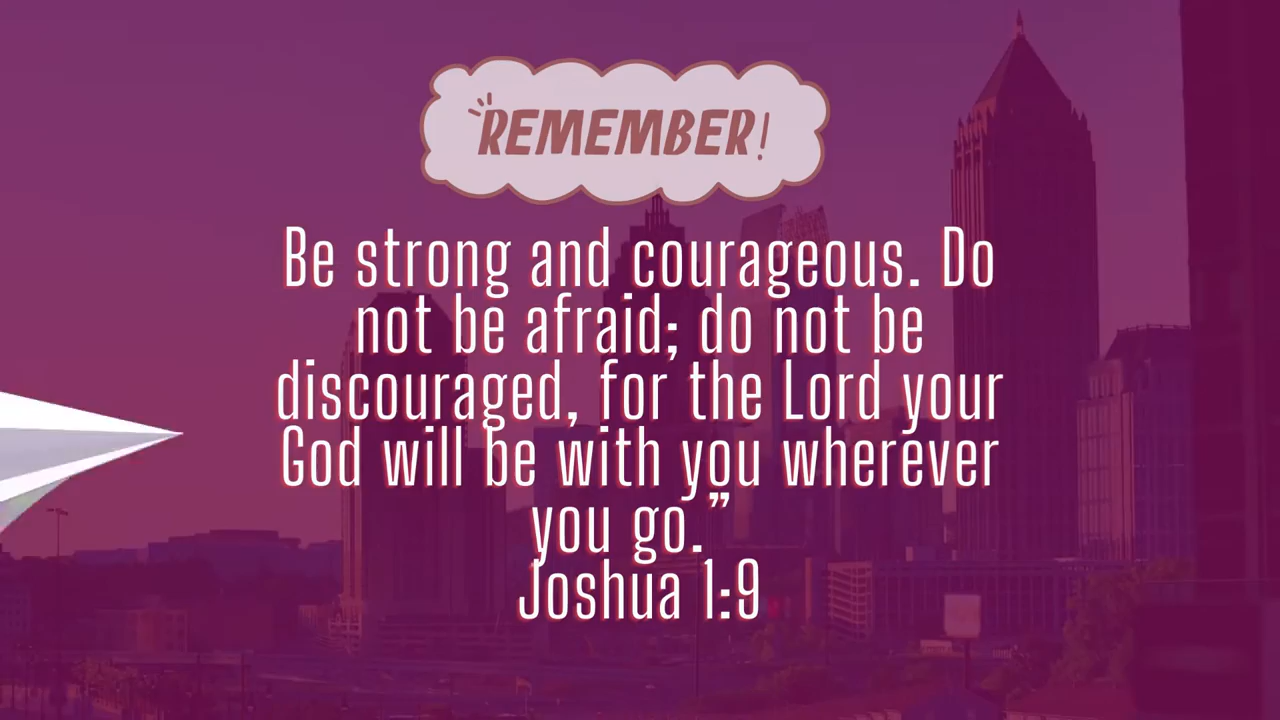 REMEMBER!
Be strong and courageous. Do
not be afraid; do not be
discouraged, for the Lord your
God will be with you wherever
you go.”
Joshua 1:9